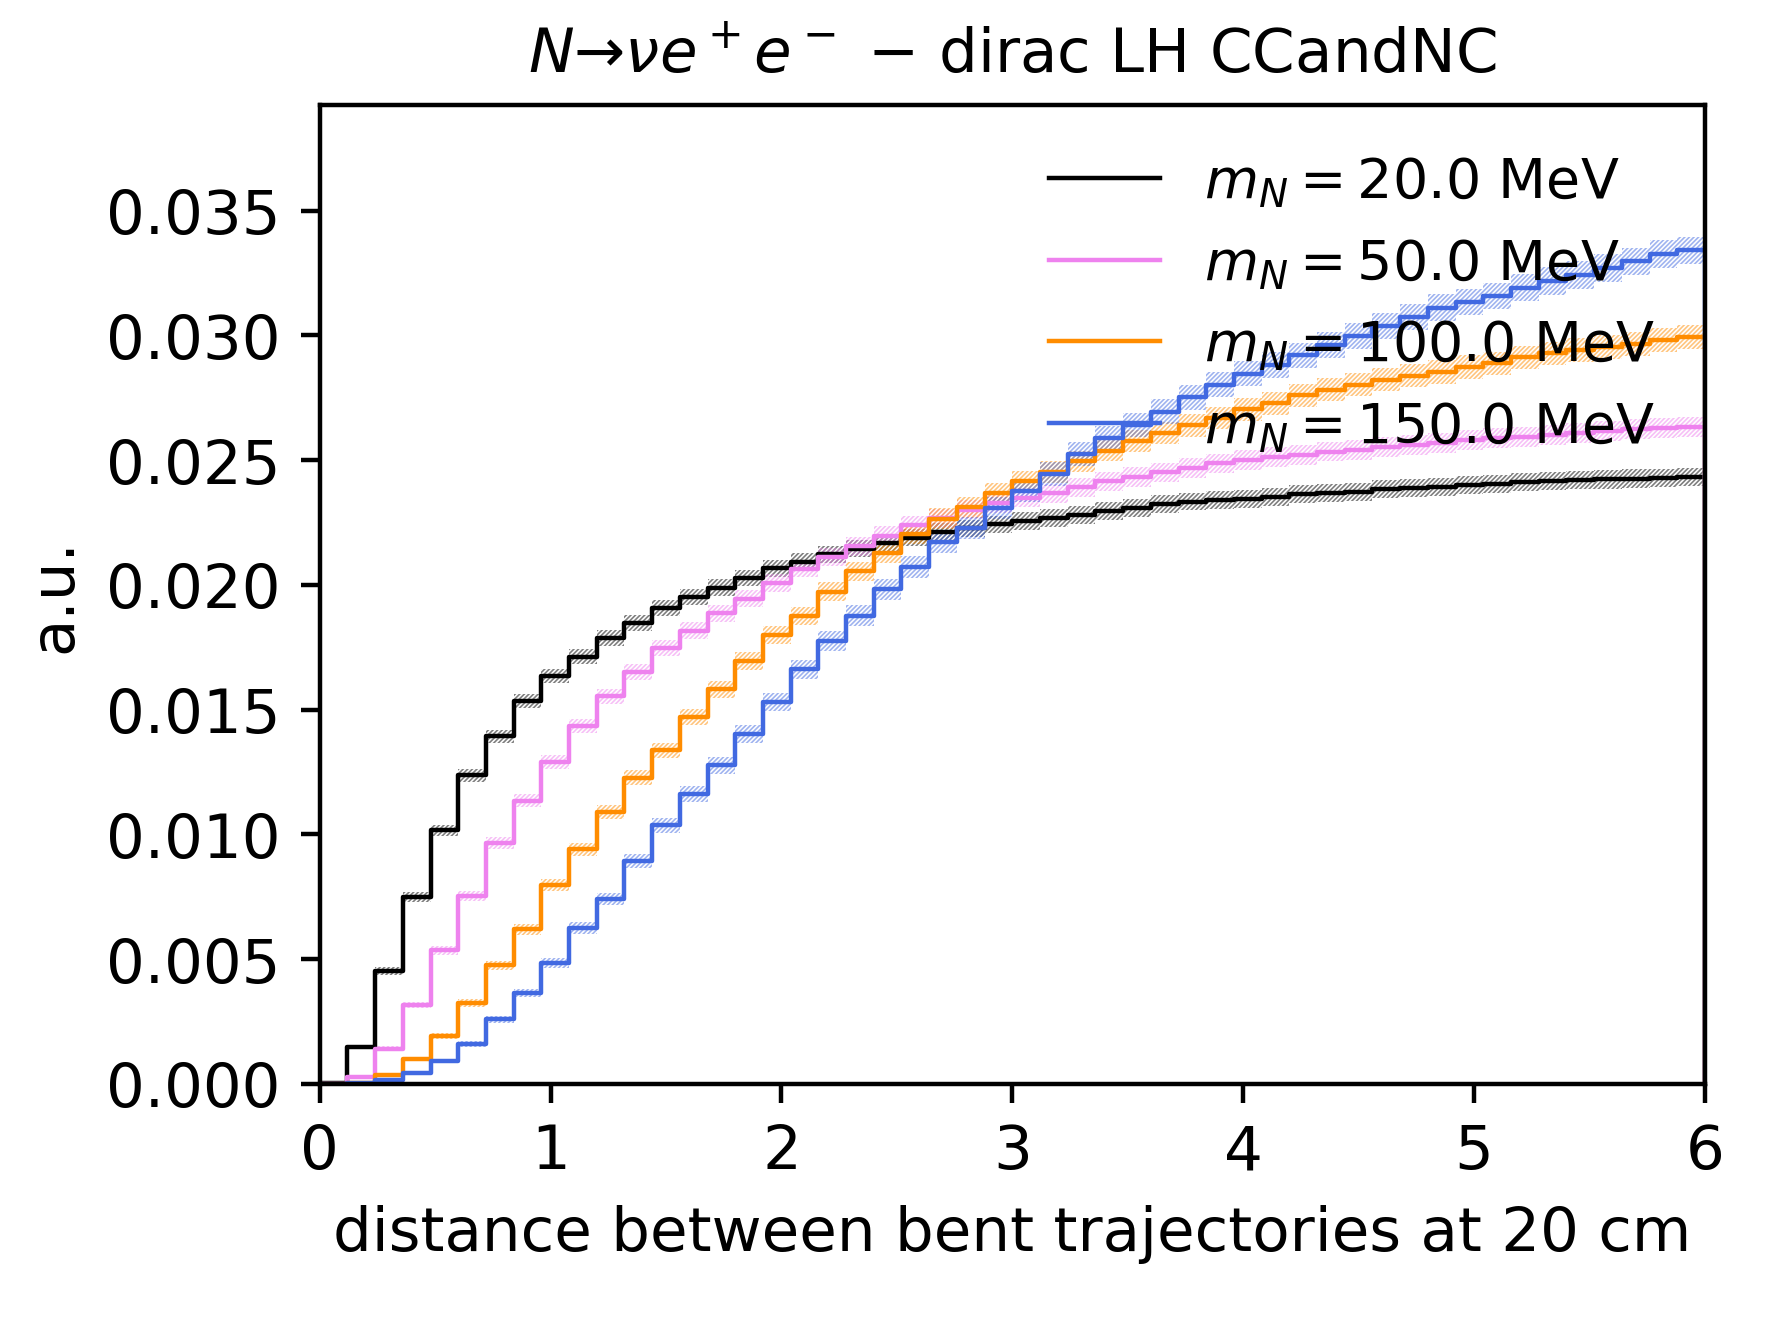 N→νe⁺e⁻ − dirac LH CCandNC
m_N = 20.0 MeV
m_N = 50.0 MeV
m_N = 100.0 MeV
m_N = 150.0 MeV
a.u.
0.035
0.030
0.025
0.020
0.015
0.010
0.005
0.000
0 1 2 3 4 5 6
distance between bent trajectories at 20 cm